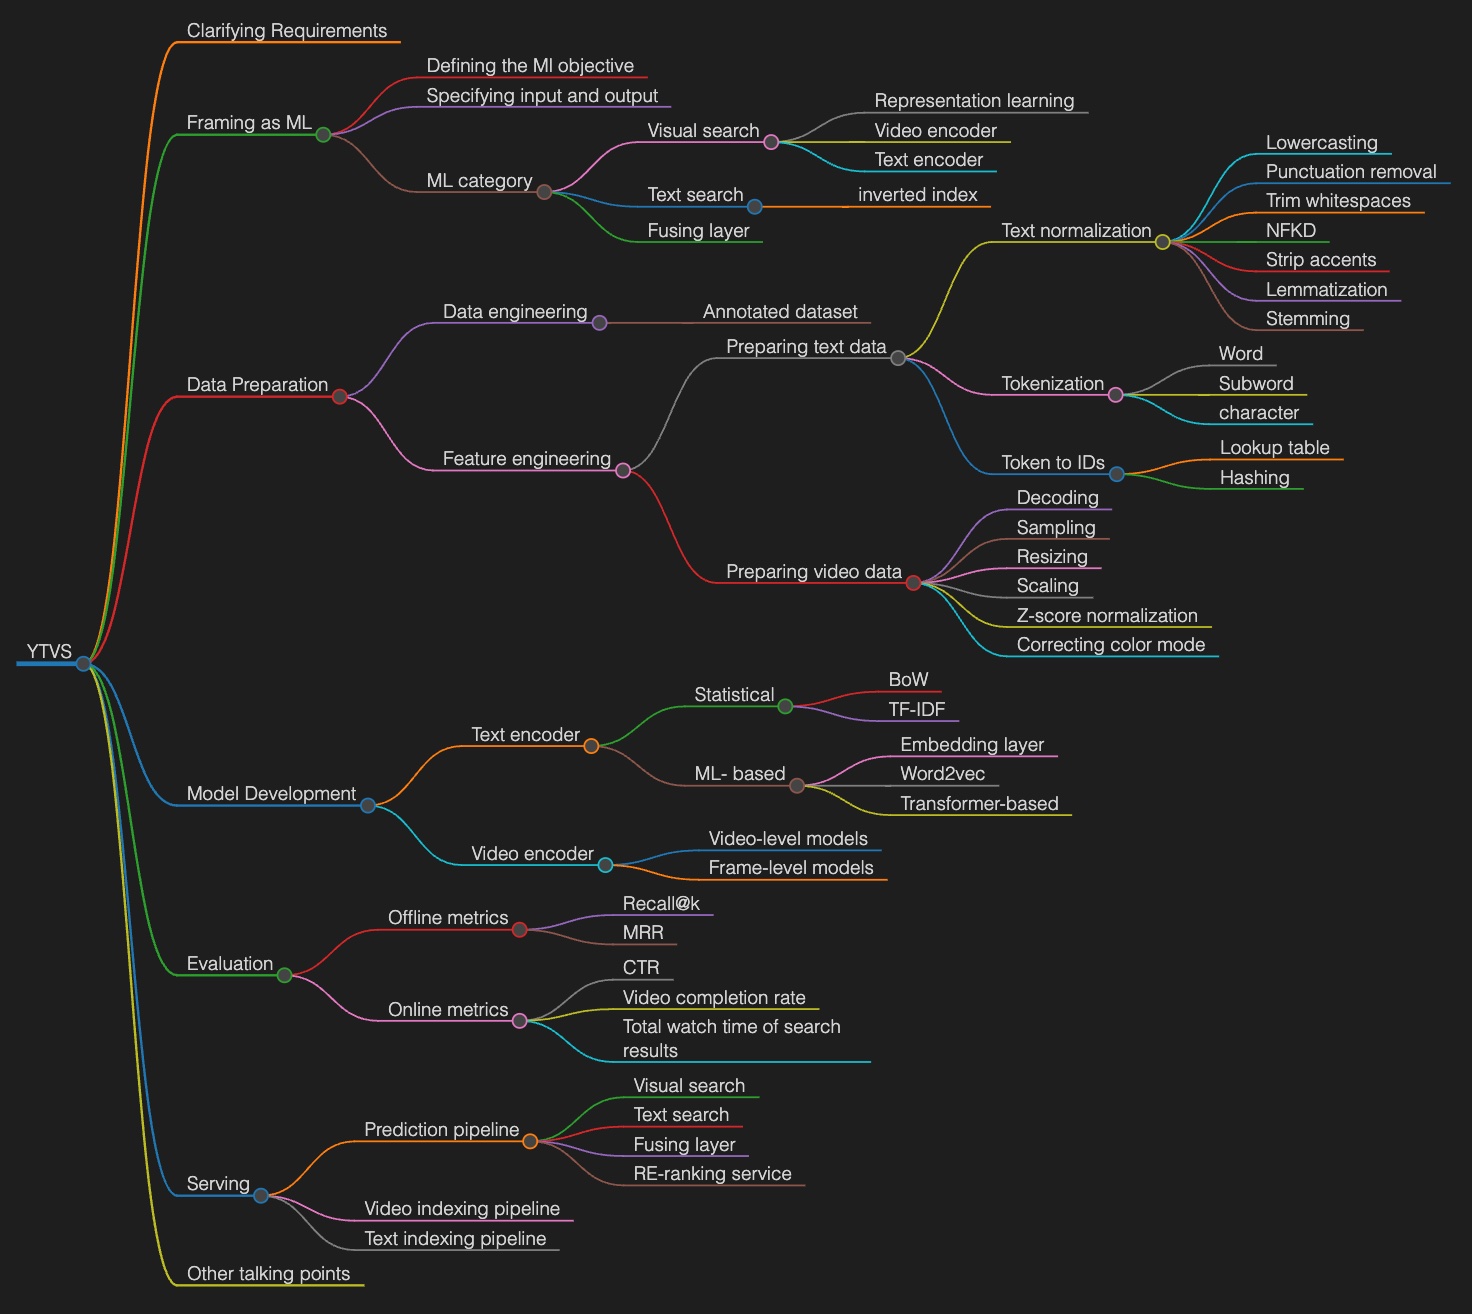 Clarifying Requirements
Defining the Ml objective
Specifying input and output
Framing as ML
Representation learning
Visual search
Video encoder
Text encoder
ML category
Text search
inverted index
Fusing layer
Lowercasting
Punctuation removal
Trim whitespaces
Text normalization
NFKD
Strip accents
Lemmatization
Stemming
Data engineering
Annotated dataset
Preparing text data
Word
Tokenization
Subword
character
Data Preparation
Feature engineering
Token to IDs
Lookup table
Hashing
Decoding
Sampling
Resizing
Preparing video data
Scaling
Z-score normalization
Correcting color mode
YTVS
Statistical
BoW
TF-IDF
Text encoder
Embedding layer
ML- based
Word2vec
Transformer-based
Model Development
Video encoder
Video-level models
Frame-level models
Offline metrics
Recall@k
MRR
Evaluation
CTR
Online metrics
Video completion rate
Total watch time of search
results
Visual search
Prediction pipeline
Text search
Fusing layer
RE-ranking service
Serving
Video indexing pipeline
Text indexing pipeline
Other talking points